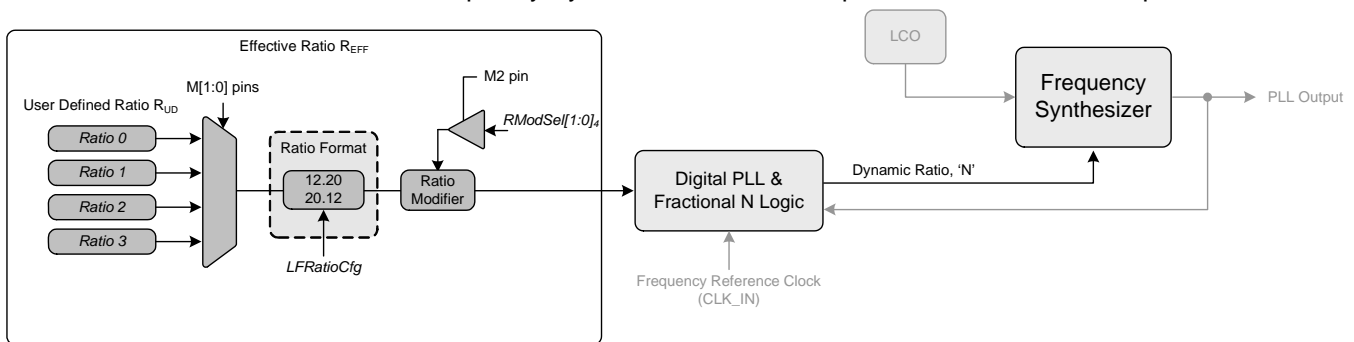 Effective Ratio REFF
M[1:0] pins
User Defined Ratio RUD
Ratio 0
Ratio 1
Ratio 2
Ratio 3
Ratio Format
12.20
20.12
LFRatioCfg
M2 pin
RModSel[1:0]4
Ratio
Modifier
Digital PLL &
Fractional N Logic
Frequency Reference Clock
(CLK_IN)
Dynamic Ratio, ‘N’
LCO
Frequency
Synthesizer
PLL Output